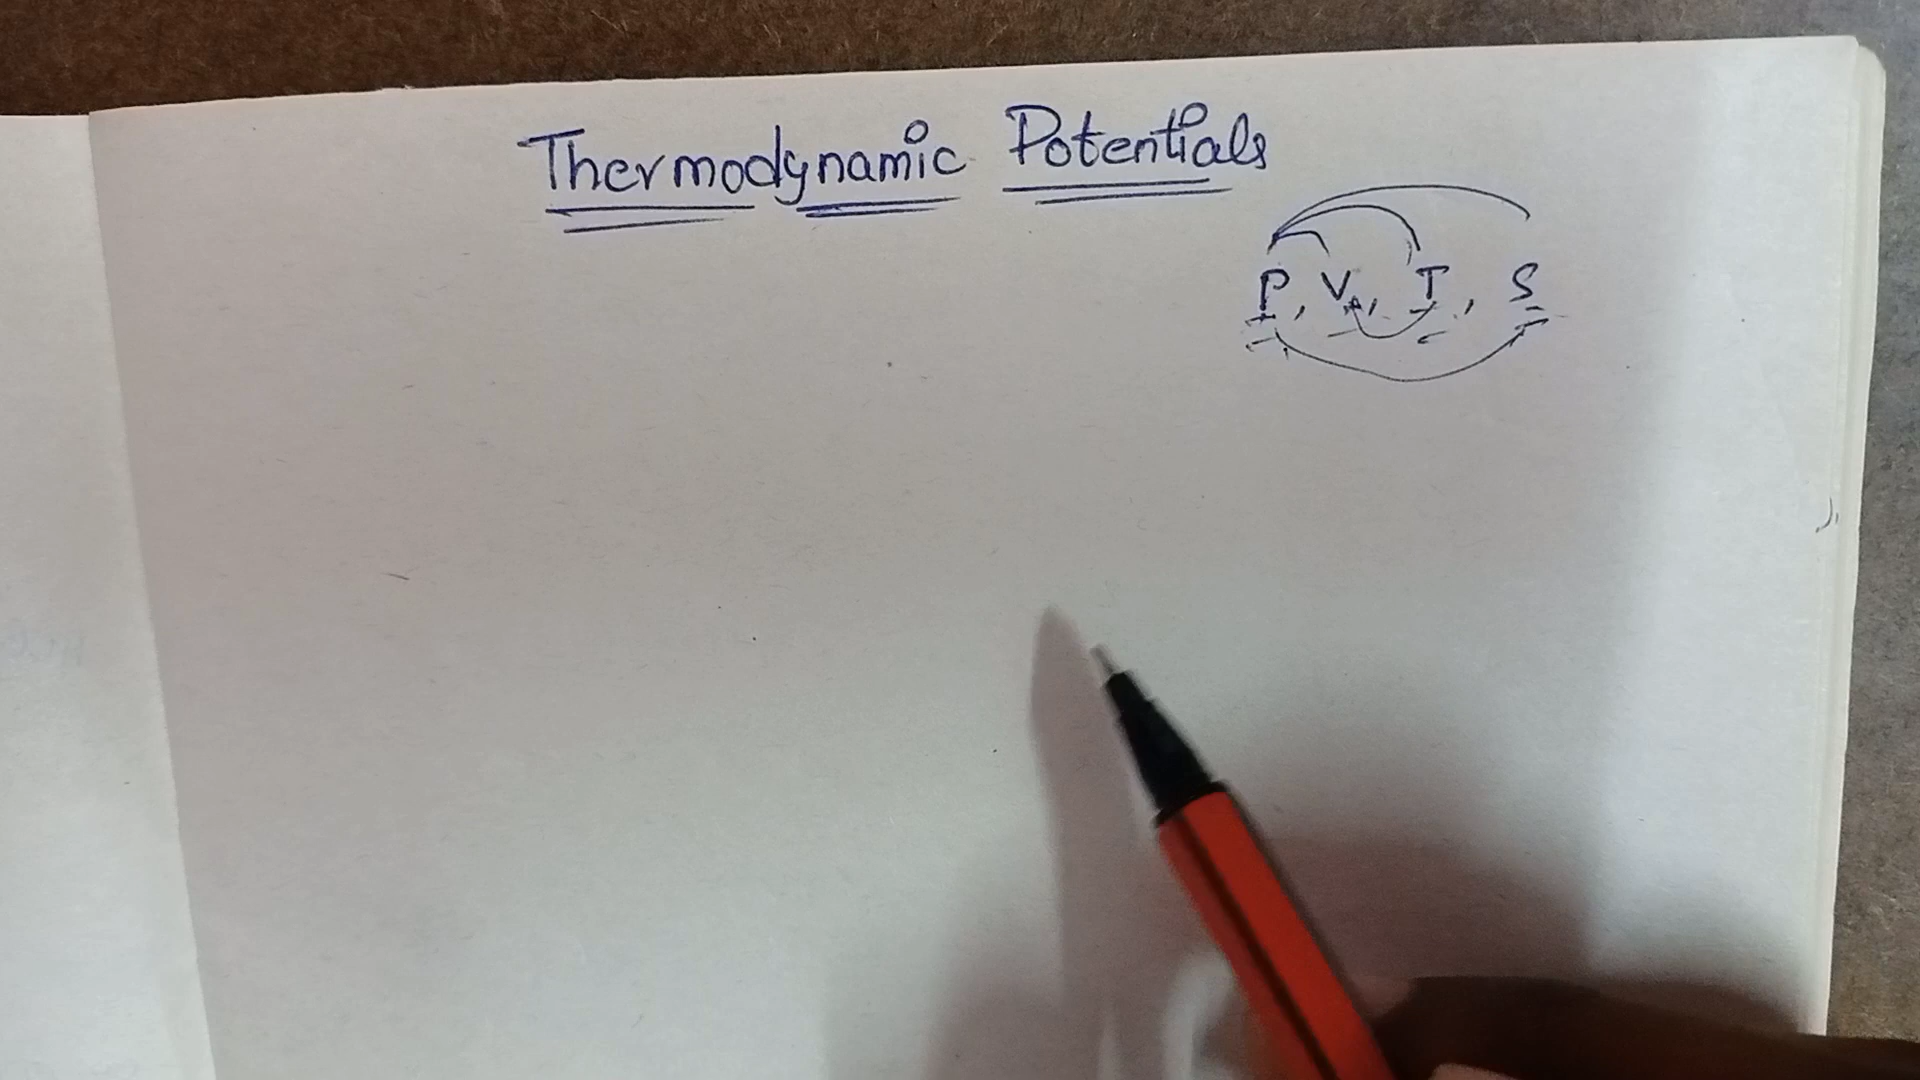 Thermodynamic Potentials
P, V, T, S